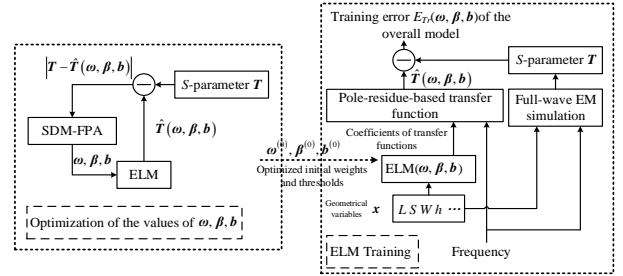 |T − T̂(ω, β, b)|
S-parameter T
SDM-FPA
T̂(ω, β, b)
ω, β, b
ELM
Optimization of the values of ω, β, b
ω⁽⁰⁾, β⁽⁰⁾, b⁽⁰⁾
Optimized initial weights
and thresholds
Training error E_Tr(ω, β, b)of the
overall model
S-parameter T
T̂(ω, β, b)
Pole-residue-based transfer
function
Full-wave EM
simulation
Coefficients of transfer
functions
ELM(ω, β, b)
Geometrical
variables
x
L S W h ···
ELM Training
Frequency